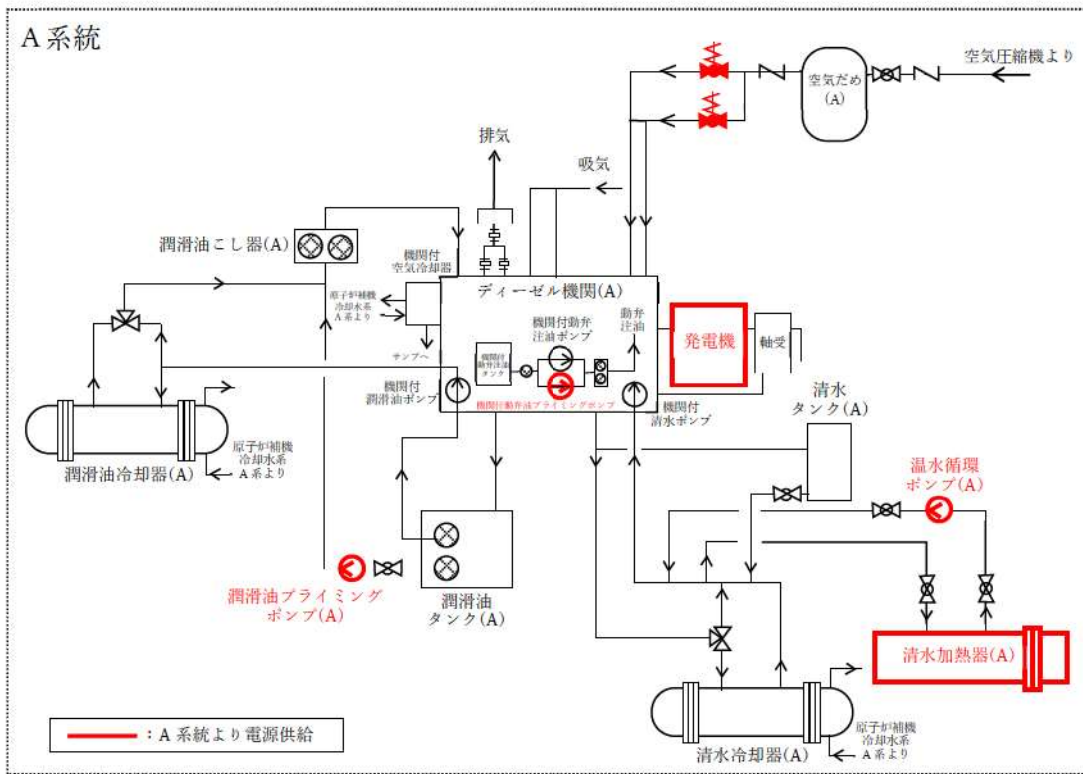 A系統
空気圧縮機より
空気だめ
(A)
排気
吸気
潤滑油こし器(A)
機関付
空気冷却器
原子炉補機
冷却水系
A系より
サンプへ
ディーゼル機関(A)
機関付動弁
注油ポンプ
動弁
注油
機関付
動弁注油
タンク
機関付動弁油プライミングポンプ
発電機
軸受
機関付
潤滑油ポンプ
機関付
清水ポンプ
清水
タンク(A)
原子炉補機
冷却水系
A系より
潤滑油冷却器(A)
温水循環
ポンプ(A)
潤滑油プライミング
ポンプ(A)
潤滑油
タンク(A)
清水加熱器(A)
原子炉補機
冷却水系
A系より
清水冷却器(A)
：A系統より電源供給